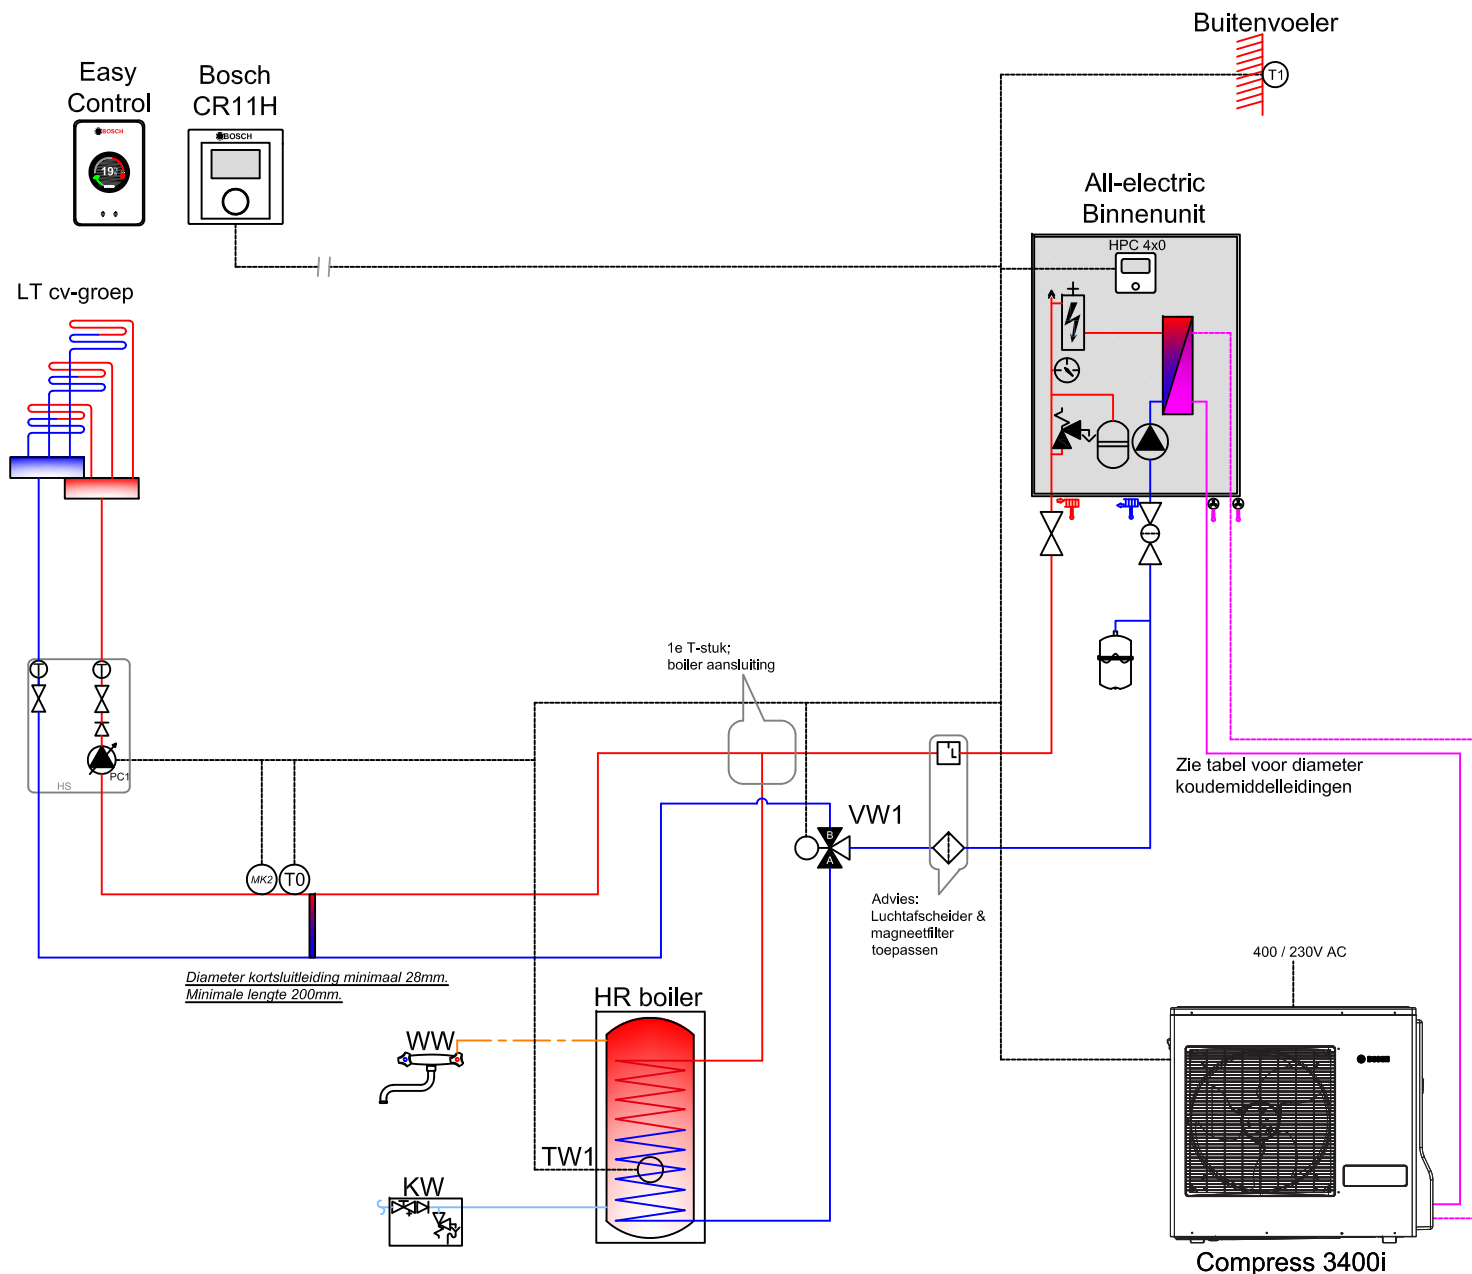 Buitenvoeler
T1
Easy
Control
Bosch
CR11H
BOSCH
19
BOSCH
All-electric
Binnenunit
HPC 4x0
LT cv-groep
1e T-stuk;
boiler aansluiting
T
T
PC1
HS
Zie tabel voor diameter
koudemiddelleidingen
VW1
B
A
L
MK2
T0
Advies:
Luchtafscheider &
magneetfilter
toepassen
400 / 230V AC
Diameter kortsluitleiding minimaal 28mm.
Minimale lengte 200mm.
HR boiler
WW
BOSCH
TW1
KW
Compress 3400i